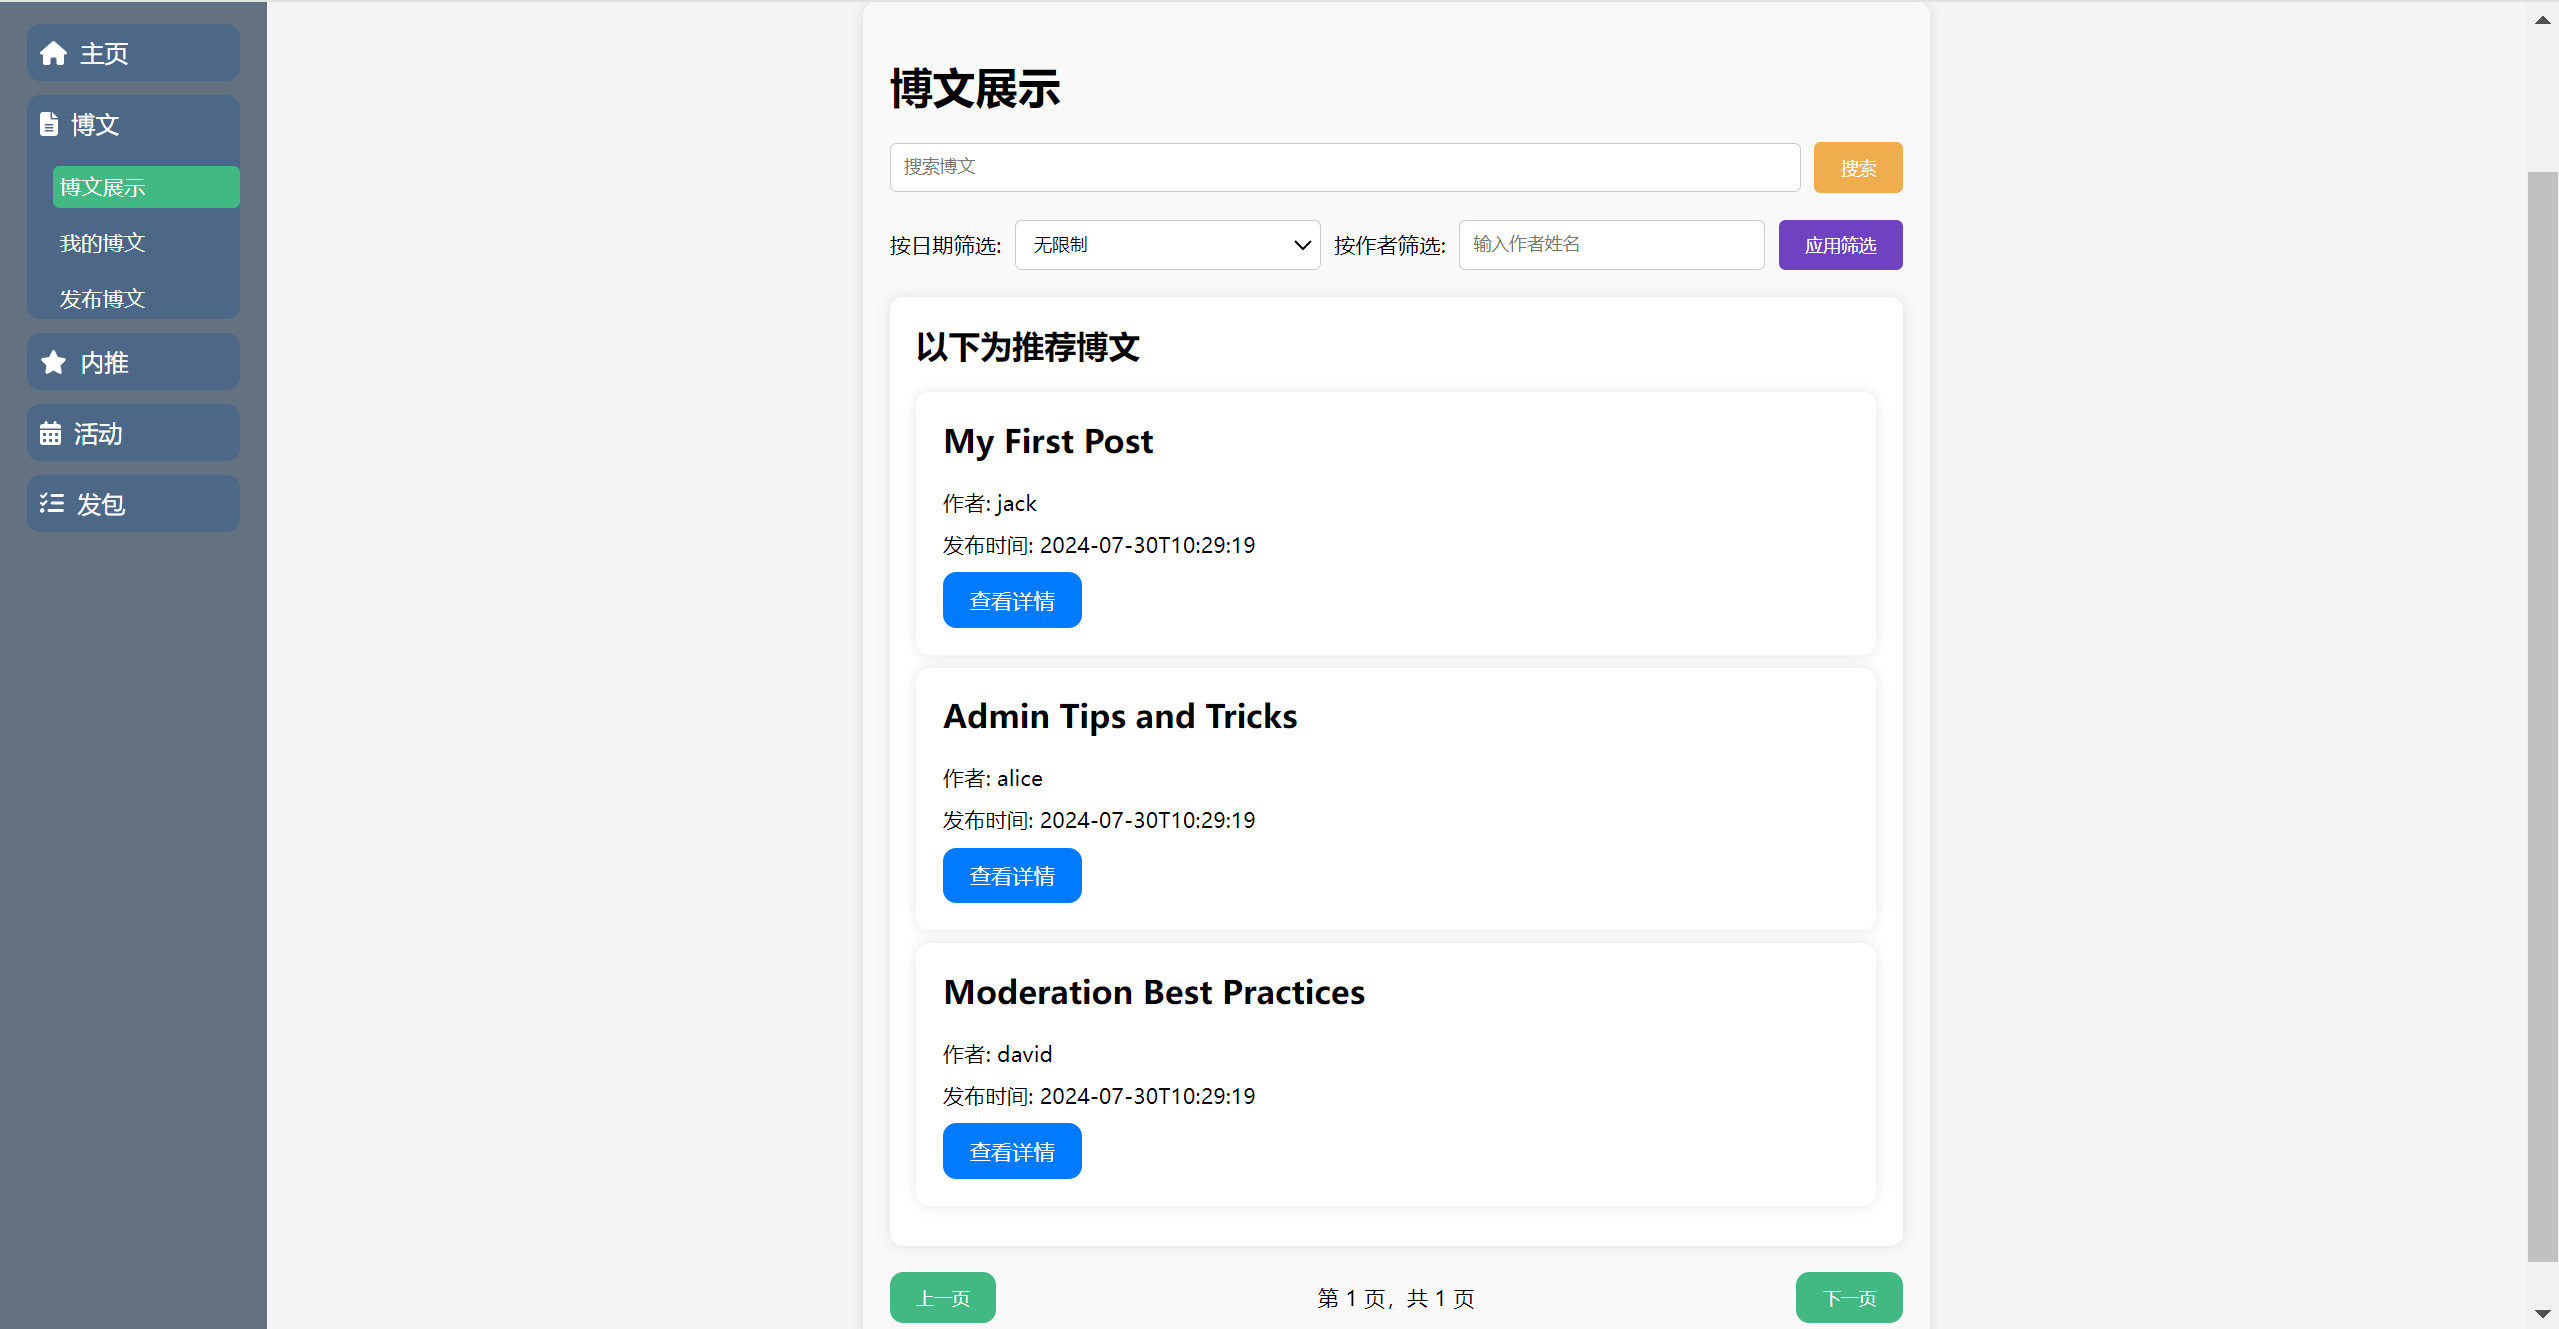 主页
博文
博文展示
我的博文
发布博文
内推
活动
发包
博文展示
搜索博文
搜索
按日期筛选: 无限制 按作者筛选: 输入作者姓名 应用筛选
以下为推荐博文
My First Post
作者: jack
发布时间: 2024-07-30T10:29:19
查看详情
Admin Tips and Tricks
作者: alice
发布时间: 2024-07-30T10:29:19
查看详情
Moderation Best Practices
作者: david
发布时间: 2024-07-30T10:29:19
查看详情
上一页 第 1 页，共 1 页 下一页